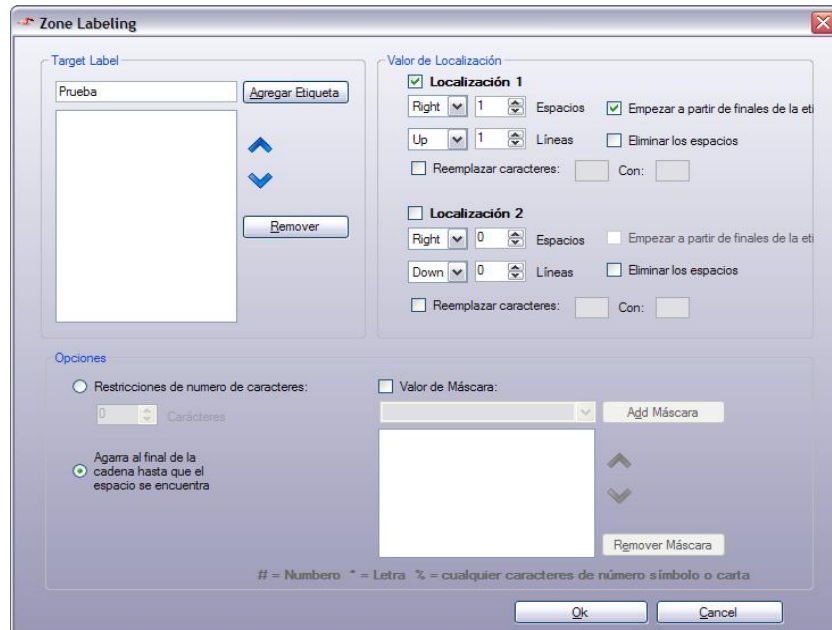 Zone Labeling
Target Label
Prueba
Agregar Etiqueta
Remover
Valor de Localización
Localización 1
Right 1 Espacios Empezar a partir de finales de la eti
Up 1 Líneas Eliminar los espacios
Reemplazar caracteres: Con:
Localización 2
Right 0 Espacios Empezar a partir de finales de la eti
Down 0 Líneas Eliminar los espacios
Reemplazar caracteres: Con:
Opciones
Restricciones de numero de caracteres:
0 Carácteres
Agarra al final de la
cadena hasta que el
espacio se encuentra
Valor de Máscara:
Add Máscara
Remover Máscara
# = Numbero * = Letra % = cualquier caracteres de número símbolo o carta
Ok Cancel